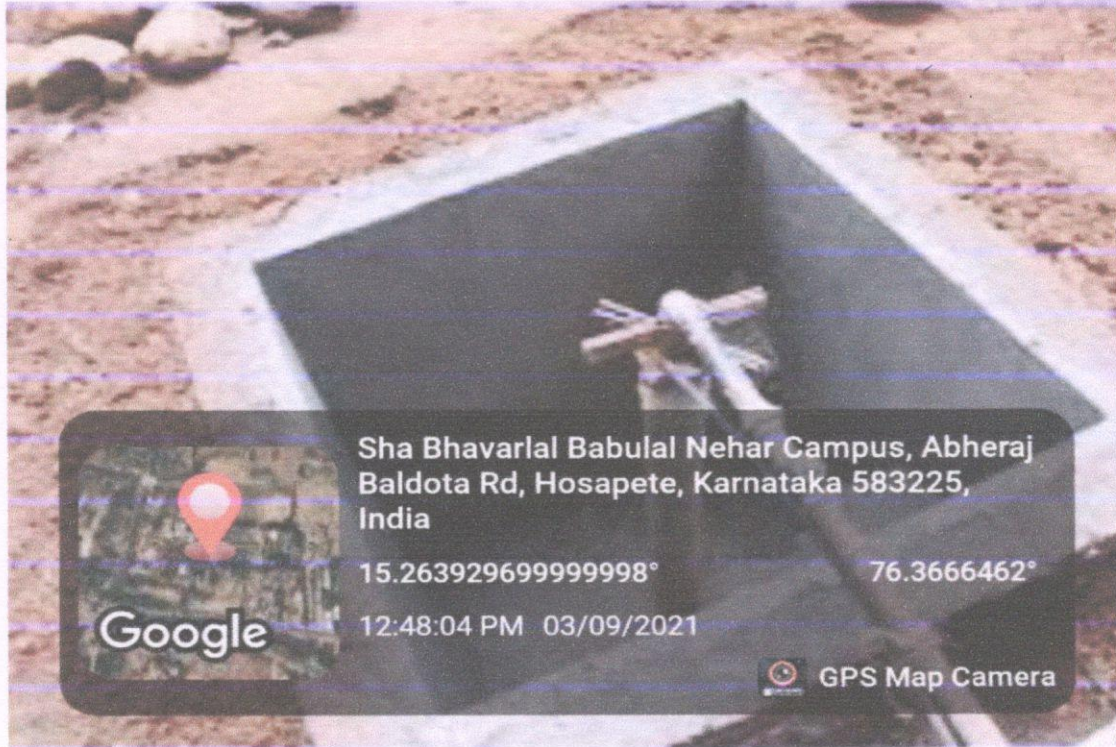 Sha Bhavarlal Babulal Nehar Campus, Abheraj
Baldota Rd, Hosapete, Karnataka 583225,
India
15.263929699999998° 76.3666462°
12:48:04 PM 03/09/2021
Google
GPS Map Camera